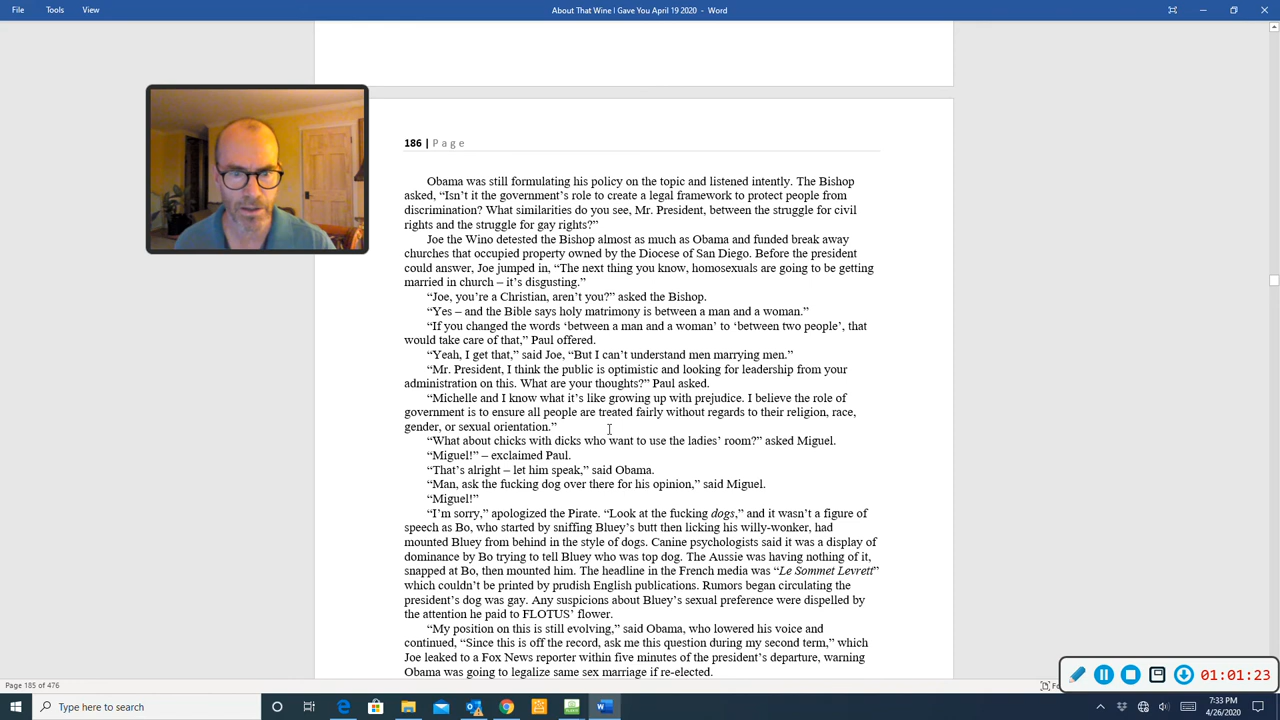 File Tools View About That Wine I Gave You April 19 2020 - Word
186 | Page
Obama was still formulating his policy on the topic and listened intently. The Bishop
asked, “Isn’t it the government’s role to create a legal framework to protect people from
discrimination? What similarities do you see, Mr. President, between the struggle for civil
rights and the struggle for gay rights?”
Joe the Wino detested the Bishop almost as much as Obama and funded break away
churches that occupied property owned by the Diocese of San Diego. Before the president
could answer, Joe jumped in, “The next thing you know, homosexuals are going to be getting
married in church – it’s disgusting.”
“Joe, you’re a Christian, aren’t you?” asked the Bishop.
“Yes – and the Bible says holy matrimony is between a man and a woman.”
“If you changed the words ‘between a man and a woman’ to ‘between two people’, that
would take care of that,” Paul offered.
“Yeah, I get that,” said Joe, “But I can’t understand men marrying men.”
“Mr. President, I think the public is optimistic and looking for leadership from your
administration on this. What are your thoughts?” Paul asked.
“Michelle and I know what it’s like growing up with prejudice. I believe the role of
government is to ensure all people are treated fairly without regards to their religion, race,
gender, or sexual orientation.”
“What about chicks with dicks who want to use the ladies’ room?” asked Miguel.
“Miguel!” – exclaimed Paul.
“That’s alright – let him speak,” said Obama.
“Man, ask the fucking dog over there for his opinion,” said Miguel.
“Miguel!”
“I’m sorry,” apologized the Pirate. “Look at the fucking dogs,” and it wasn’t a figure of
speech as Bo, who started by sniffing Bluey’s butt then licking his willy-wonker, had
mounted Bluey from behind in the style of dogs. Canine psychologists said it was a display of
dominance by Bo trying to tell Bluey who was top dog. The Aussie was having nothing of it,
snapped at Bo, then mounted him. The headline in the French media was “Le Sommet Levrett”
which couldn’t be printed by prudish English publications. Rumors began circulating the
president’s dog was gay. Any suspicions about Bluey’s sexual preference were dispelled by
the attention he paid to FLOTUS’ flower.
“My position on this is still evolving,” said Obama, who lowered his voice and
continued, “Since this is off the record, ask me this question during my second term,” which
Joe leaked to a Fox News reporter within five minutes of the president’s departure, warning
Obama was going to legalize same sex marriage if re-elected.
01:01:23
Page 185 of 476
Type here to search
7:33 PM
4/26/2020